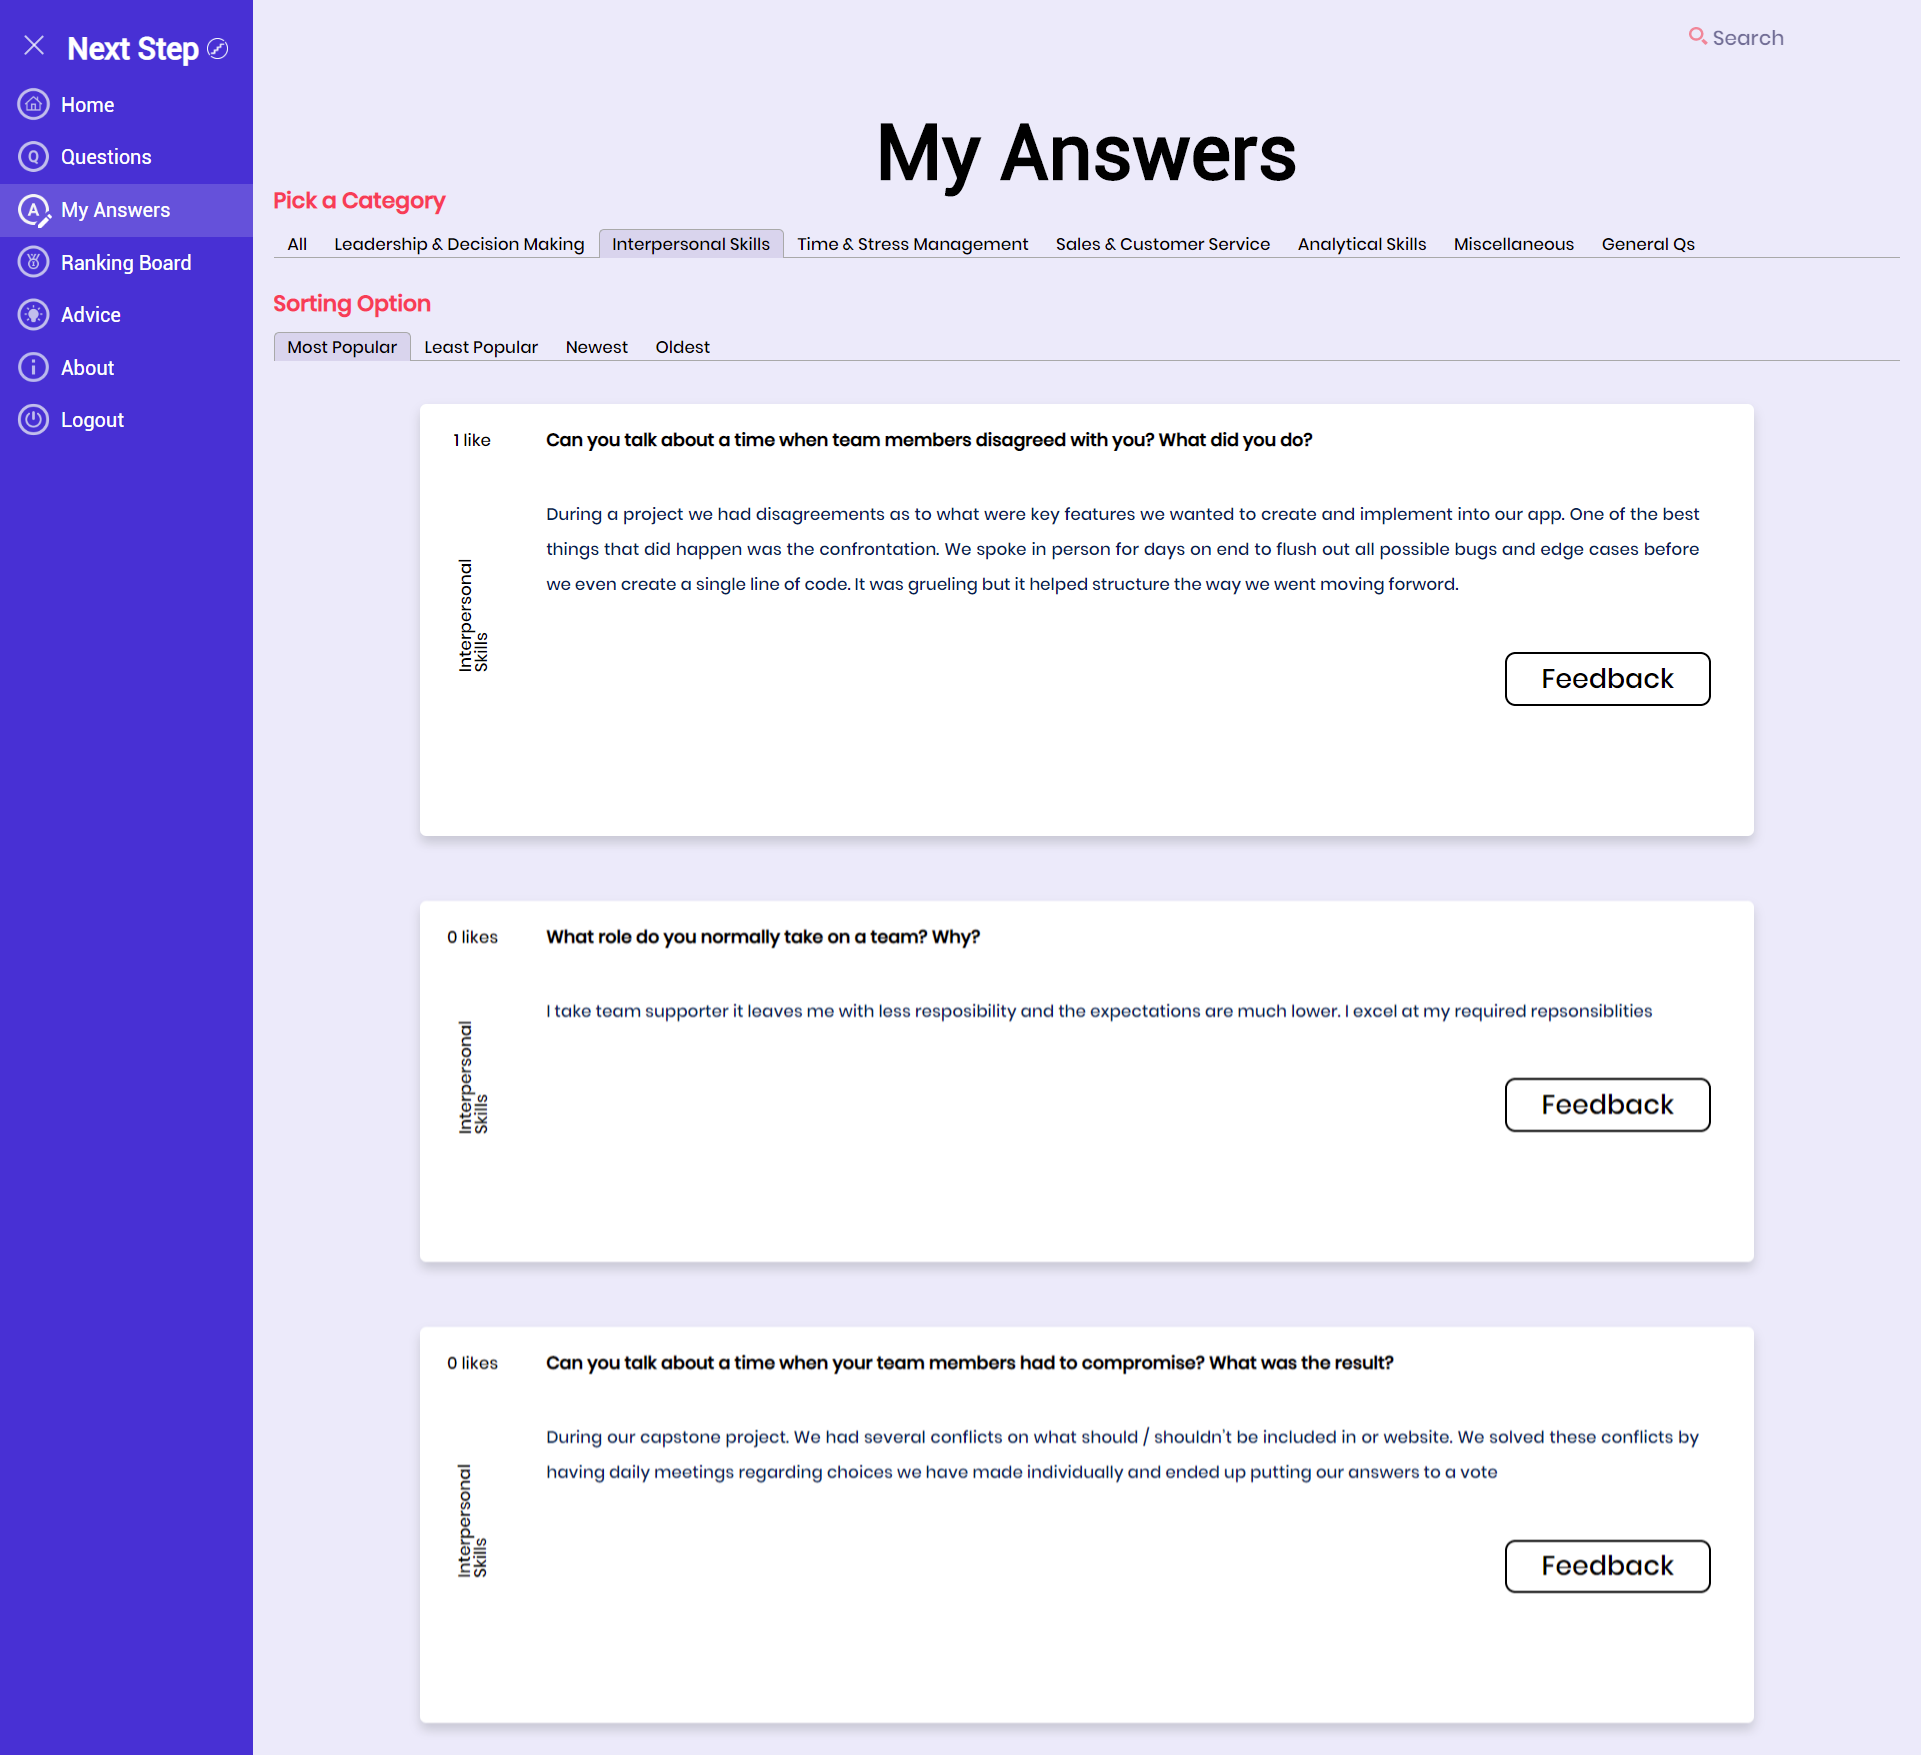 Next Step
Home
Q
Questions
A
My Answers
Ranking Board
Advice
About
Logout
Search
My Answers
Pick a Category
All Leadership & Decision Making Interpersonal Skills Time & Stress Management Sales & Customer Service Analytical Skills Miscellaneous General Qs
Sorting Option
Most Popular Least Popular Newest Oldest
1 like
Can you talk about a time when team members disagreed with you? What did you do?
During a project we had disagreements as to what were key features we wanted to create and implement into our app. One of the best
things that did happen was the confrontation. We spoke in person for days on end to flush out all possible bugs and edge cases before
we even create a single line of code. It was grueling but it helped structure the way we went moving forword.
Interpersonal
Skills
Feedback
0 likes
What role do you normally take on a team? Why?
I take team supporter it leaves me with less resposibility and the expectations are much lower. I excel at my required repsonsiblities
Interpersonal
Skills
Feedback
0 likes
Can you talk about a time when your team members had to compromise? What was the result?
During our capstone project. We had several conflicts on what should / shouldn't be included in or website. We solved these conflicts by
having daily meetings regarding choices we have made individually and ended up putting our answers to a vote
Interpersonal
Skills
Feedback